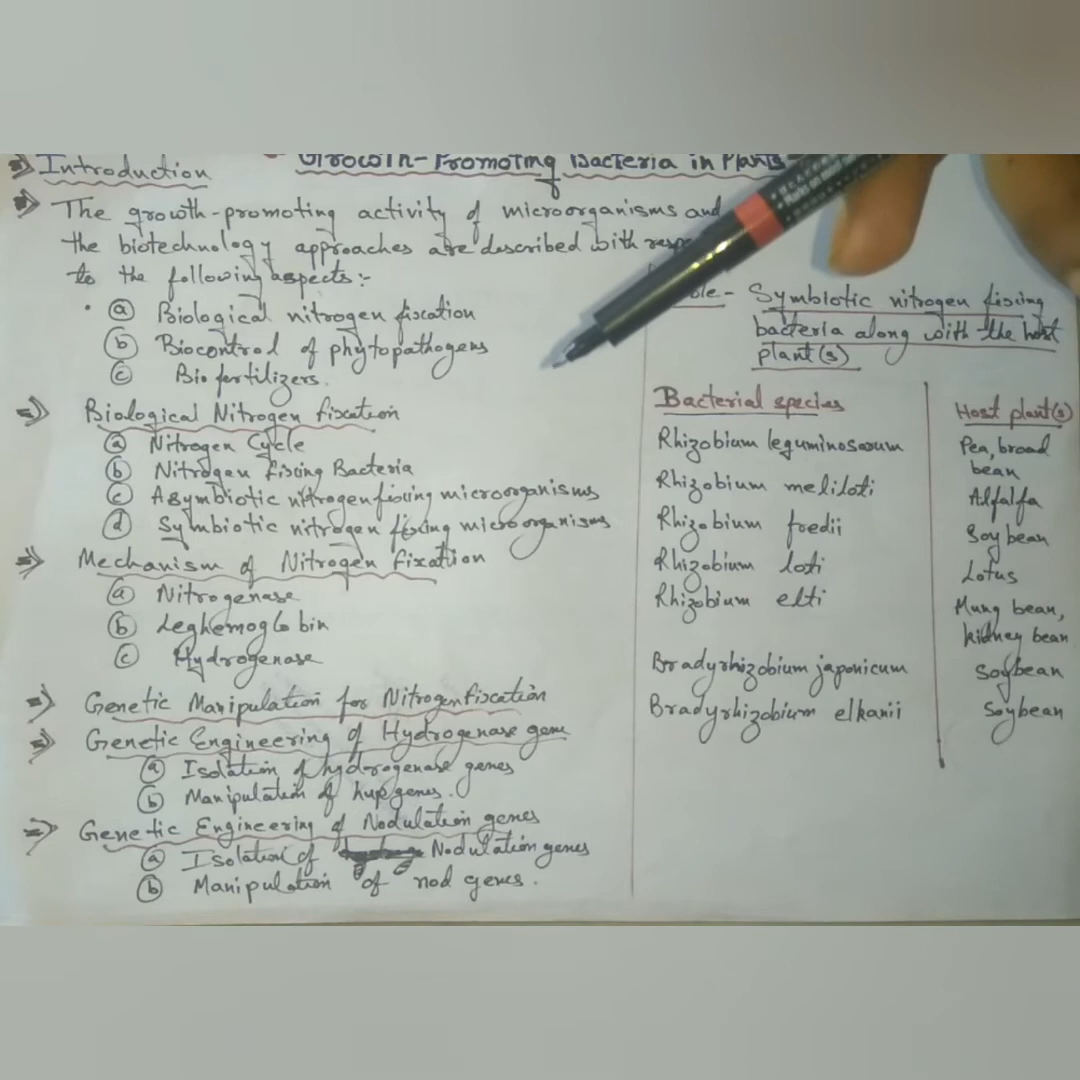 Growth-Promoting Bacteria in Plants
Introduction
The growth-promoting activity of microorganisms and
the biotechnology approaches are described with
to the following aspects:-
(a) Biological nitrogen fixation
(b) Biocontrol of phytopathogens
(c) Bio fertilizers.
Biological Nitrogen fixation
(a) Nitrogen Cycle
(b) Nitrogen fixing Bacteria
(c) Asymbiotic nitrogen fixing microorganisms
(d) Symbiotic nitrogen fixing microorganisms
Mechanism of Nitrogen fixation
(a) Nitrogenase
(b) Leghemoglobin
(c) Hydrogenase
Genetic Manipulation for Nitrogen fixation
Genetic Engineering of Hydrogenase gene
(a) Isolation of hydrogenase genes
(b) Manipulation of hup genes.
Genetic Engineering of Nodulation genes
(a) Isolation of Nodulation genes
(b) Manipulation of nod genes.
Symbiotic nitrogen fixing
bacteria along with the host
plant(s)
Bacterial species Host plant(s)
Rhizobium leguminosarum Pea, broad
bean
Rhizobium meliloti Alfalfa
Rhizobium fredii Soybean
Rhizobium loti Lotus
Rhizobium elti Mung bean,
kidney bean
Bradyrhizobium japonicum Soybean
Bradyrhizobium elkanii Soybean